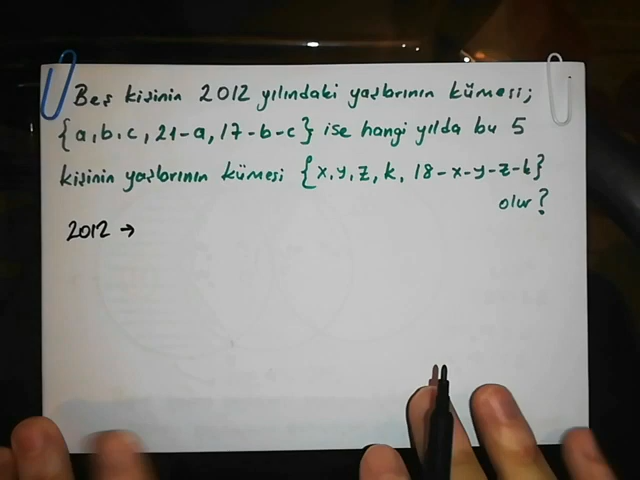 Beş kişinin 2012 yılındaki yaşlarının kümesi;
{a, b, c, 21-a, 17-b-c} ise hangi yılda bu 5
kişinin yaşlarının kümesi {x, y, z, k, 18-x-y-z-k}
olur?
2012 →